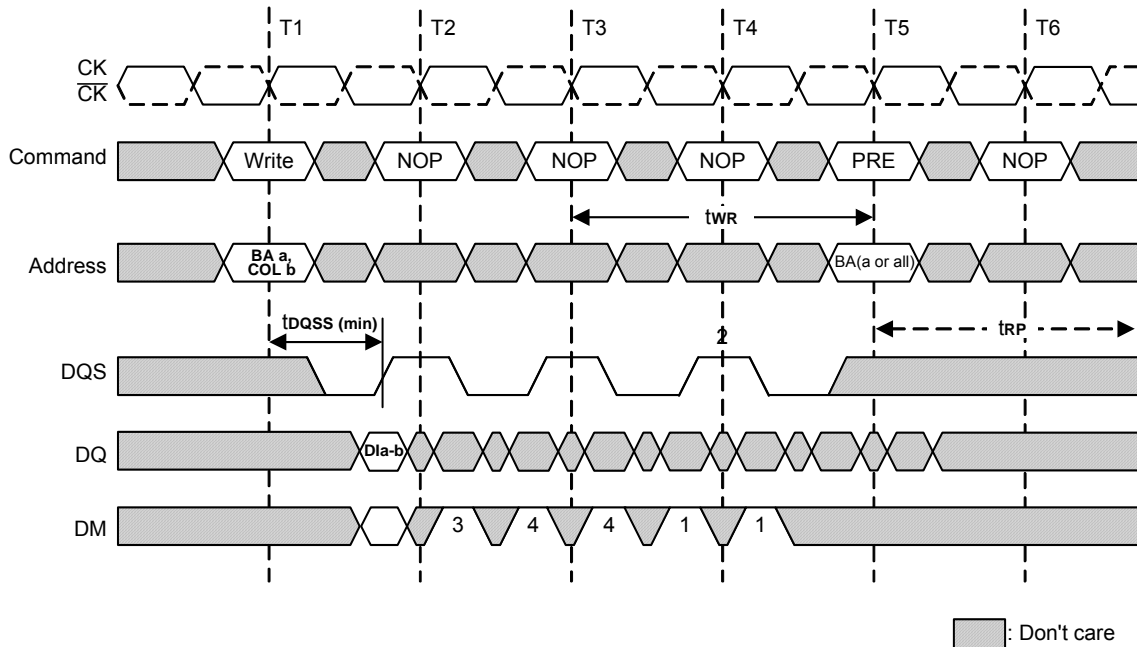 T1 T2 T3 T4 T5 T6
CK
CK
Command Write NOP NOP NOP PRE NOP
tWR
Address BA a, COL b BA(a or all)
tDQSS (min) 2 tRP
DQS
DQ DIa-b
DM 3 4 4 1 1
: Don't care